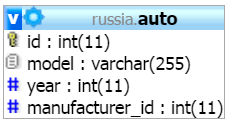 v russia.auto
id : int(11)
model : varchar(255)
# year : int(11)
# manufacturer_id : int(11)